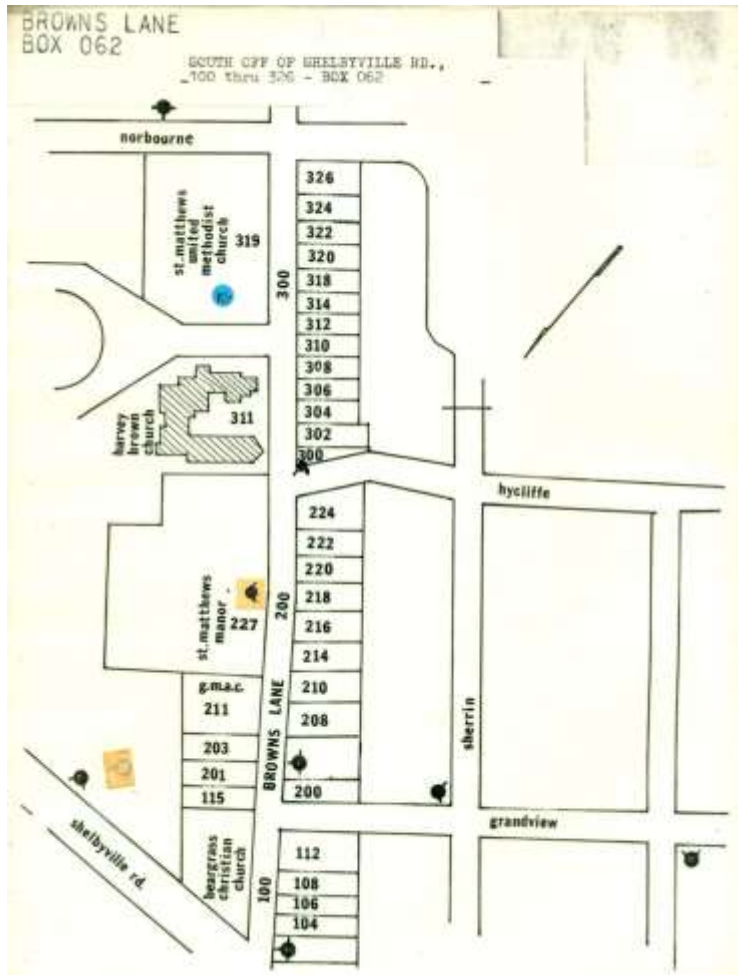 BROWNS LANE
BOX 062
SOUTH OFF OF SHELBYVILLE RD.,
100 thru 326 - BOX 062
norbourne
326
324
322
320
318
314
312
310
308
306
304
302
300
st.matthews
united
methodist
church
319
300
harvey
brown
church
311
hycliffe
224
222
220
218
216
214
210
208
200
st.matthews
manor
227
200
g.m.a.c.
211
203
201
115
BROWNS LANE
sherrin
grandview
shelbyville rd.
beargrass
christian
church
100
112
108
106
104